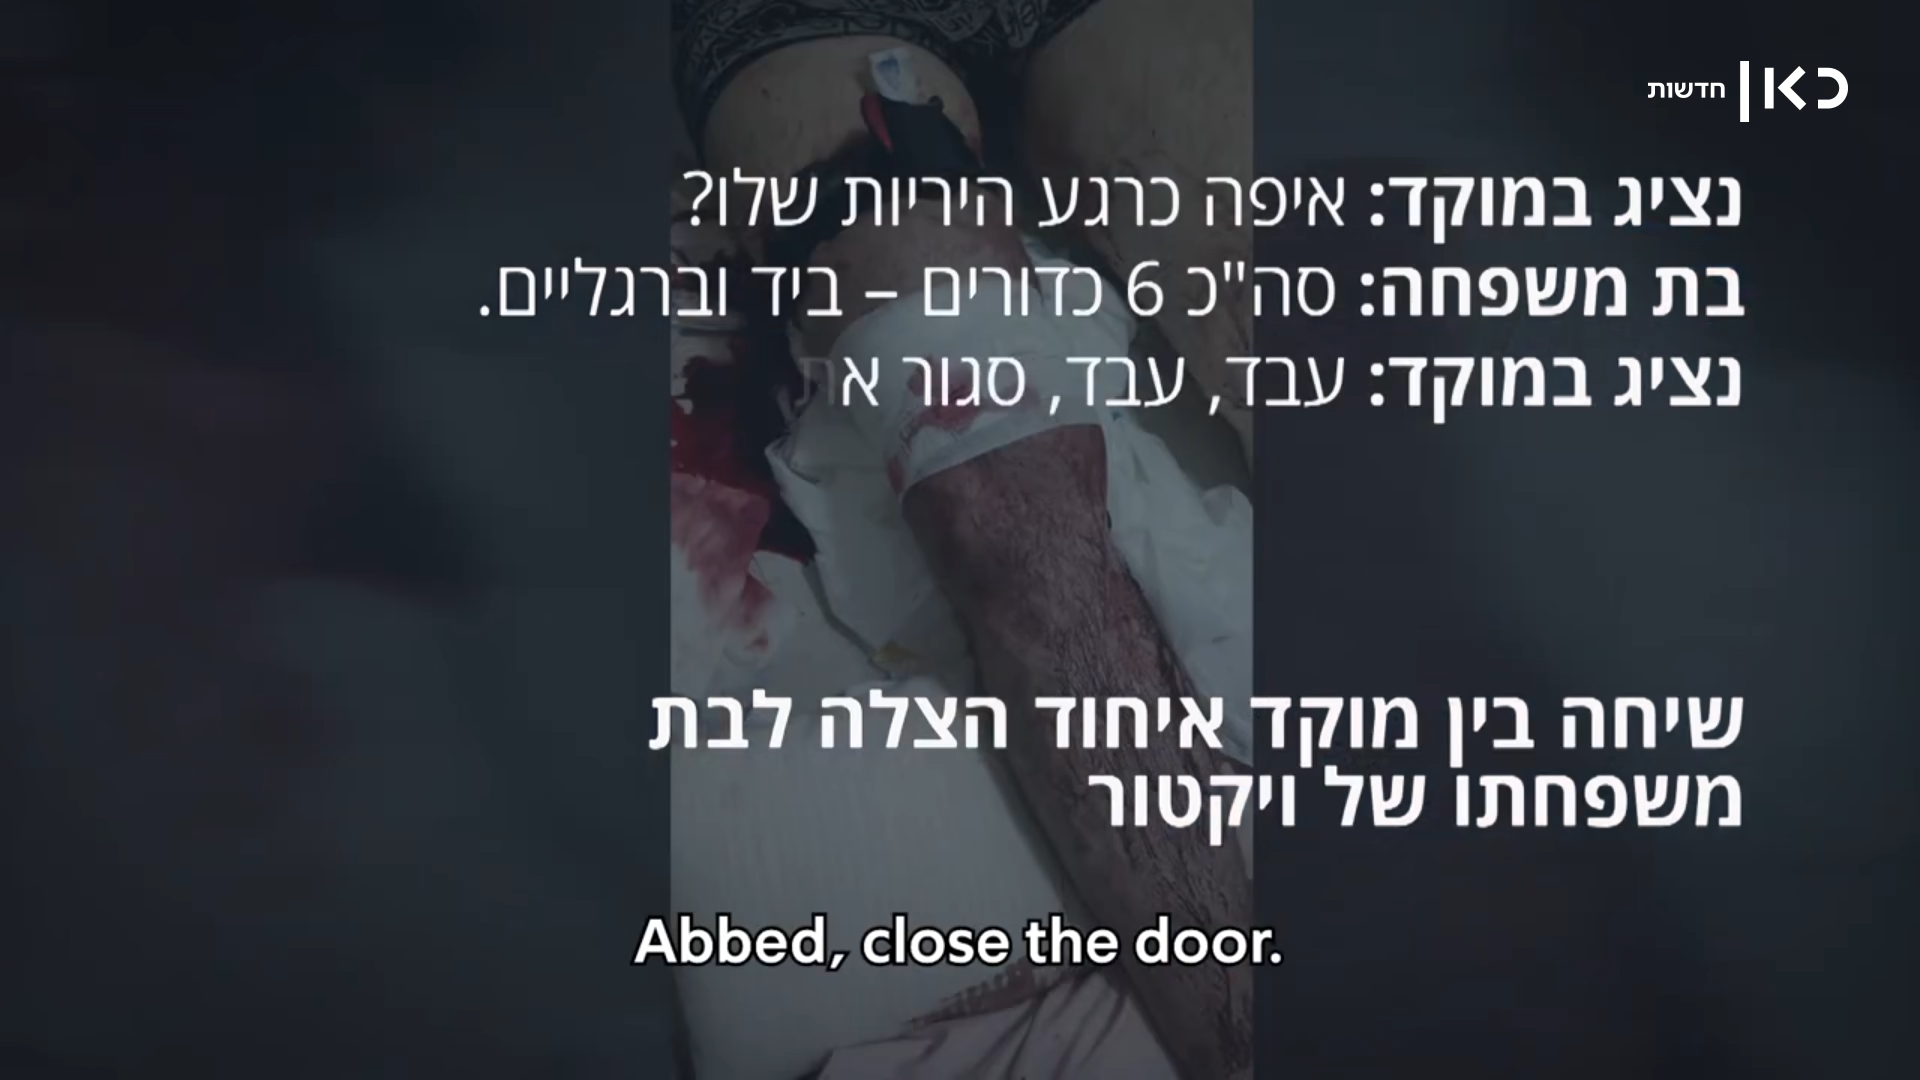 כאן | חדשות
נציג במוקד: איפה כרגע היריות שלו?
בת משפחה: סה"כ 6 כדורים – ביד וברגליים.
נציג במוקד: עבד, עבד, סגור את
שיחה בין מוקד איחוד הצלה לבת
משפחתו של ויקטור
Abbed, close the door.